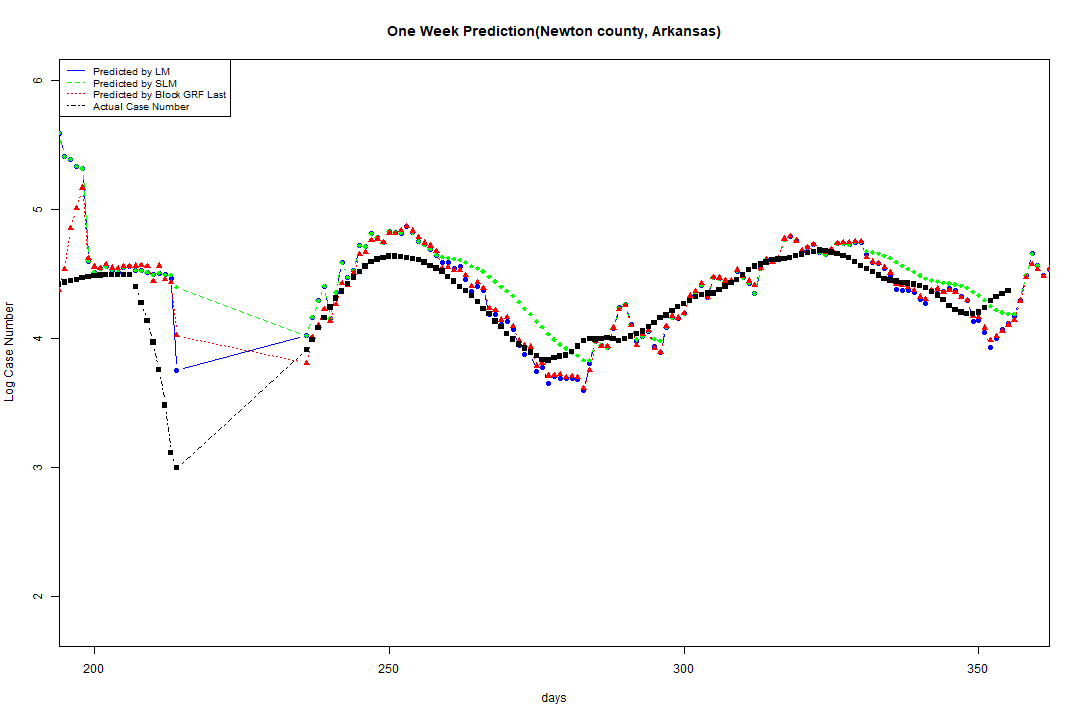 One Week Prediction(Newton county, Arkansas)
Predicted by LM
Predicted by SLM
Predicted by Block GRF Last
Actual Case Number
6
5
4
3
2
Log Case Number
200
250
300
350
days